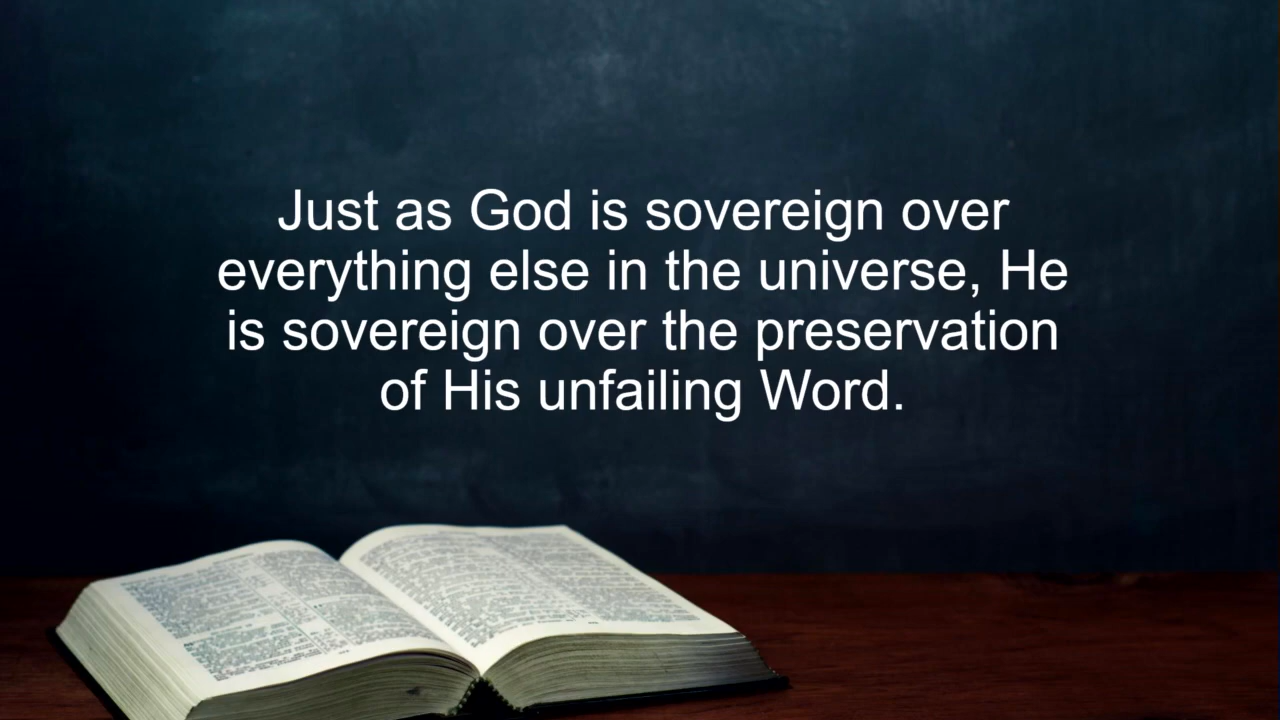 Just as God is sovereign over
everything else in the universe, He
is sovereign over the preservation
of His unfailing Word.